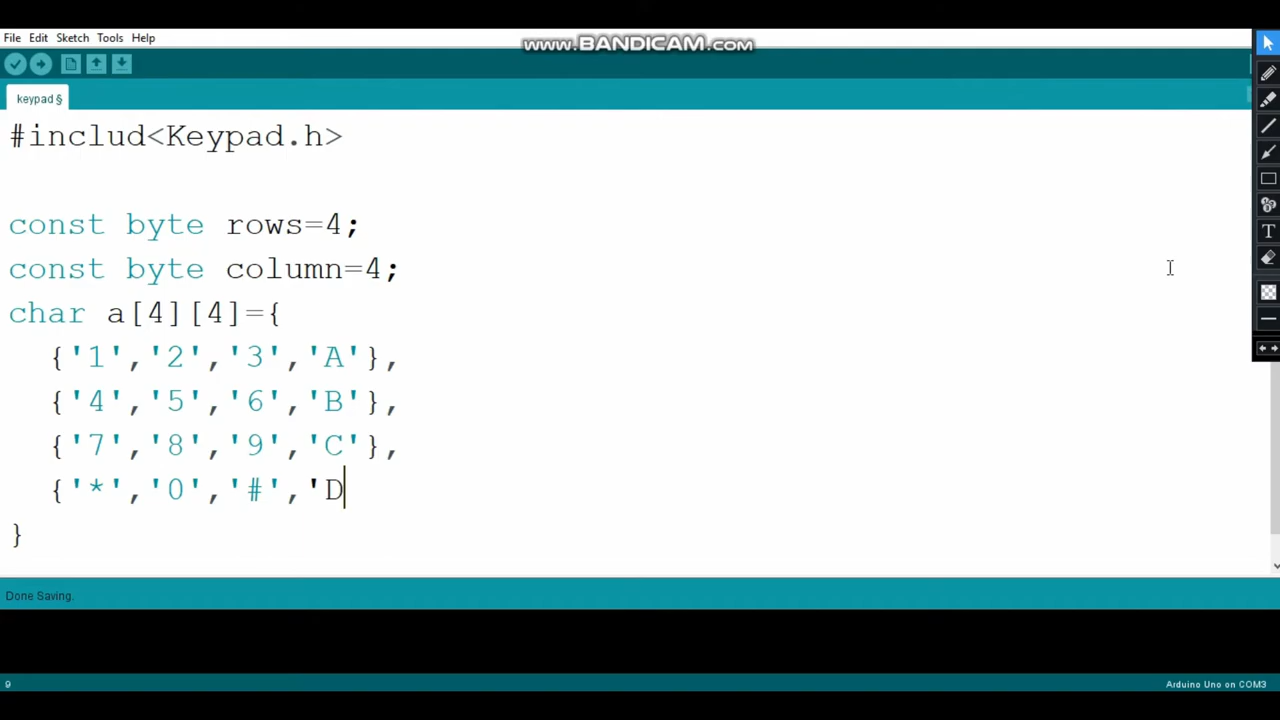 www.BANDICAM.com
File Edit Sketch Tools Help
keypad §
#includ<Keypad.h>
const byte rows=4;
const byte column=4;
char a[4][4]={
{'1','2','3','A'},
{'4','5','6','B'},
{'7','8','9','C'},
{'*','0','#','D
}
Done Saving.
9
Arduino Uno on COM3
T